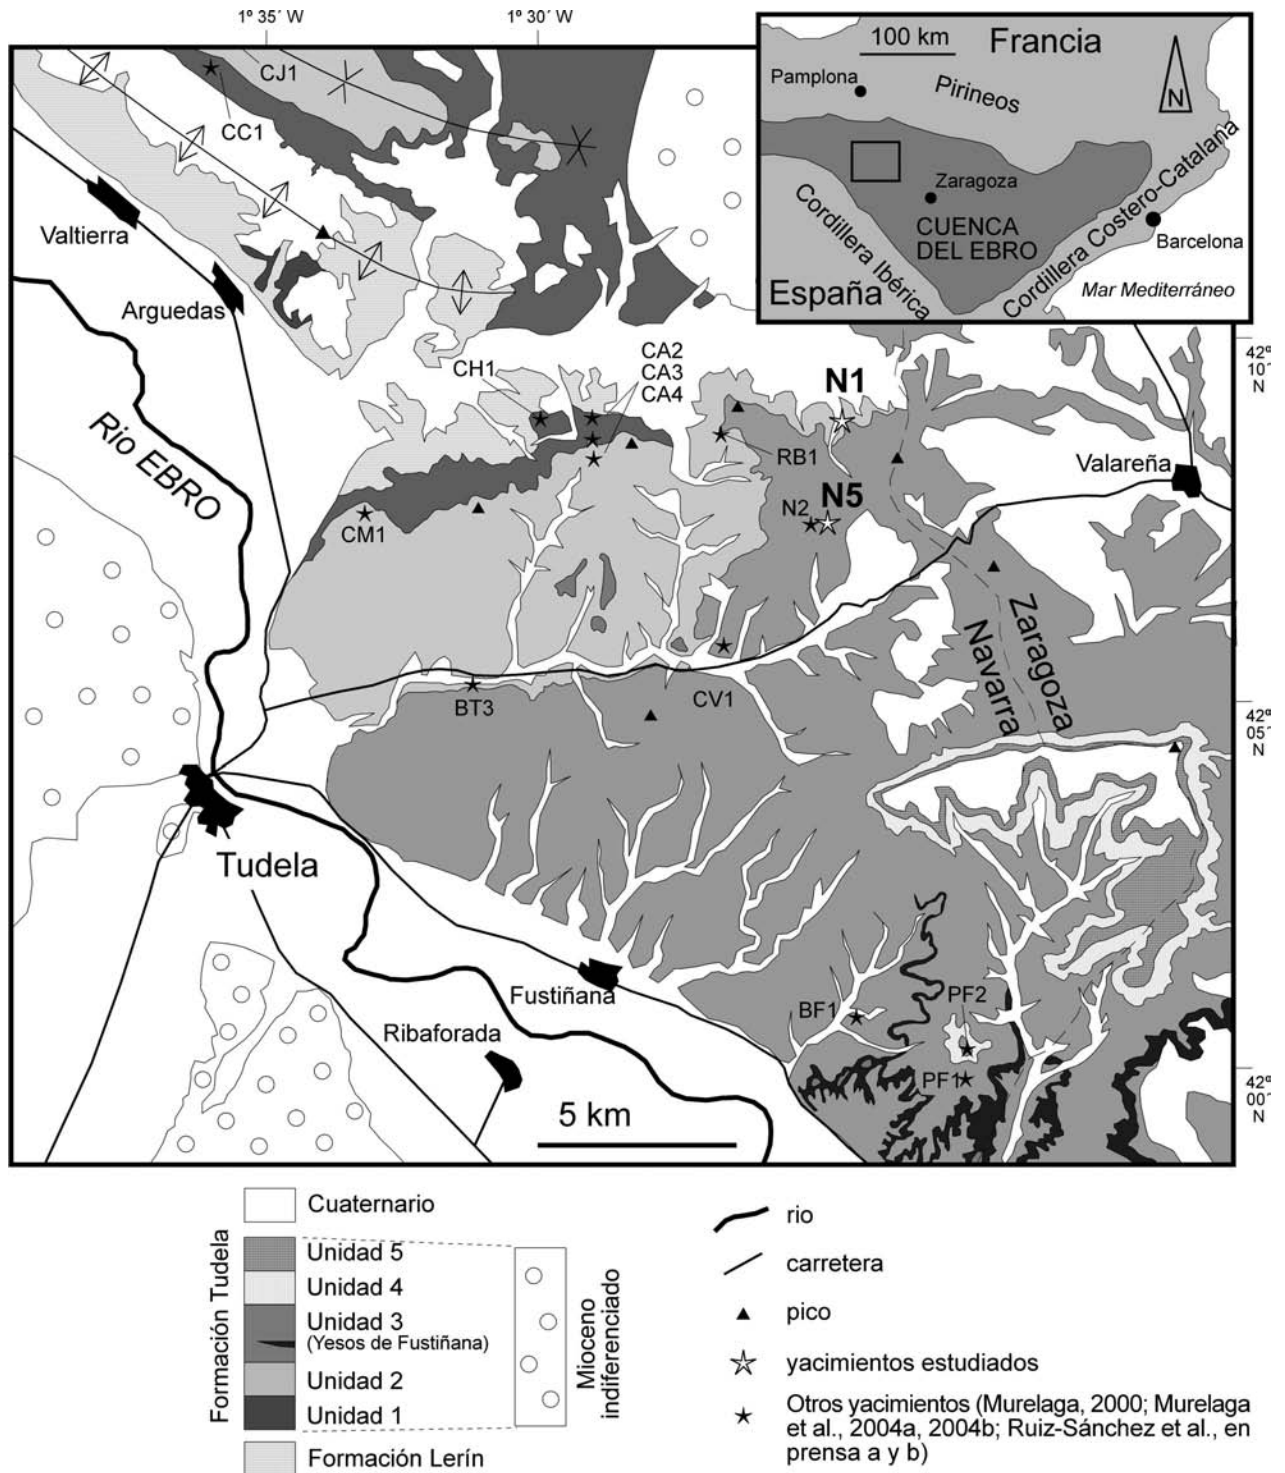 1º 35´ W
1º 30´ W
100 km
Francia
Pamplona
Pirineos
N
Zaragoza
CUENCA
DEL EBRO
Cordillera Ibérica
Cordillera Costero-Catalana
Barcelona
España
Mar Mediterráneo
CJ1
CC1
Valtierra
Arguedas
Rio EBRO
CH1
CA2
CA3
CA4
N1
42º
10´
N
RB1
Valareña
N5
N2
CM1
Zaragoza
Navarra
BT3
CV1
42º
05´
N
Tudela
Fustiñana
Ribaforada
BF1
PF2
PF1
42º
00´
N
5 km
Cuaternario
Formación Tudela
Unidad 5
Unidad 4
Unidad 3
(Yesos de Fustiñana)
Unidad 2
Unidad 1
Formación Lerín
Mioceno
indiferenciado
rio
carretera
pico
yacimientos estudiados
Otros yacimientos (Murelaga, 2000; Murelaga
et al., 2004a, 2004b; Ruiz-Sánchez et al., en
prensa a y b)